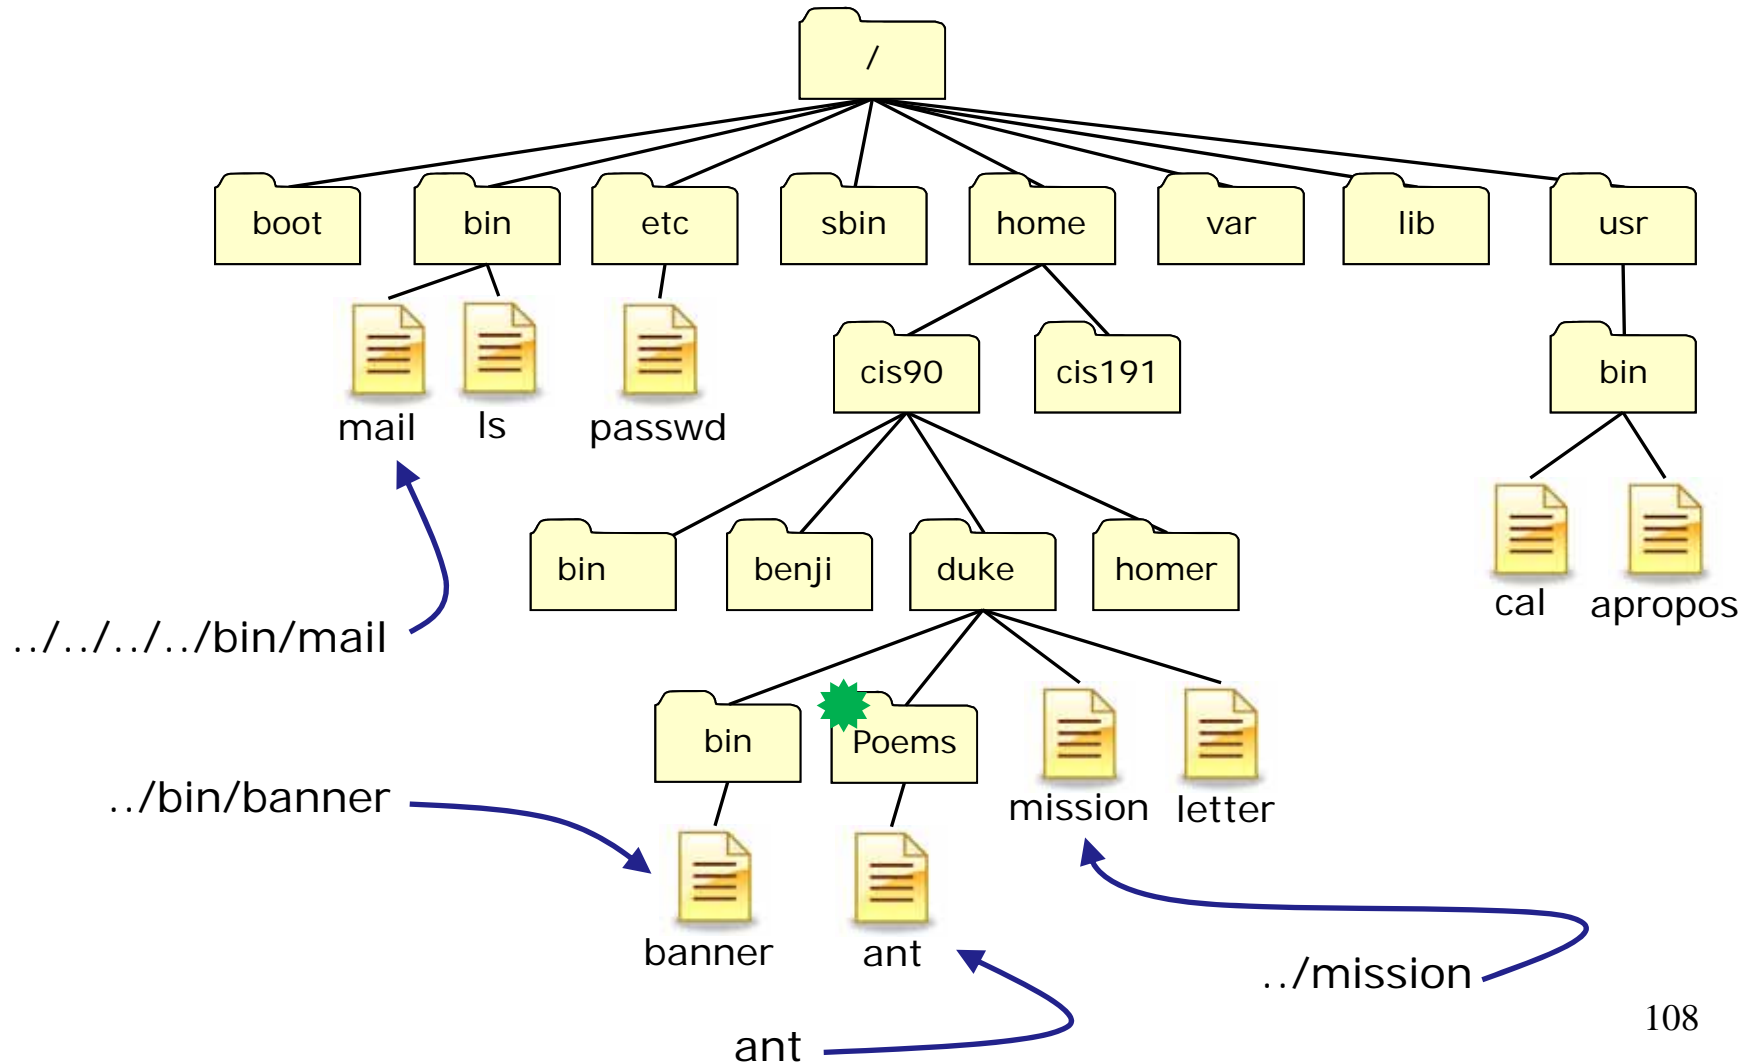 /
boot bin etc sbin home var lib usr
cis90 cis191 bin
mail ls passwd
bin benji duke homer
cal apropos
../../../../bin/mail
bin Poems
../bin/banner
mission letter
banner ant
../mission
108
ant